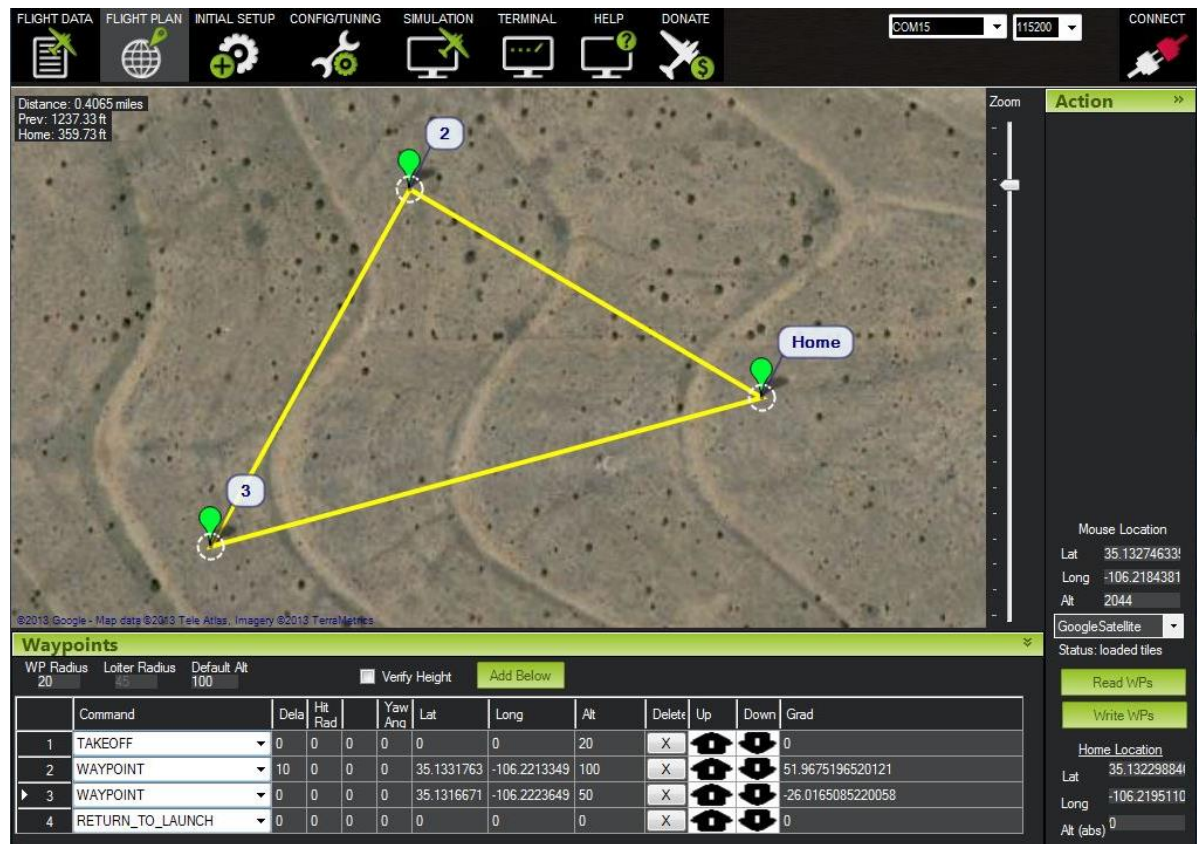 FLIGHT DATA FLIGHT PLAN INITIAL SETUP CONFIG/TUNING SIMULATION TERMINAL HELP DONATE COM15 115200 CONNECT
Distance: 0.4065 miles
Prev: 1237.33 ft
Home: 359.73 ft
2
Home
3
©2013 Google - Map data ©2013 Tele Atlas, Imagery ©2013 TerraMetrics
Zoom
Action »
Mouse Location
Lat 35.132746335
Long -106.2184381
Alt 2044
GoogleSatellite
Status: loaded tiles
Read WPs
Write WPs
Home Location
Lat 35.132298840
Long -106.2195110
Alt (abs) 0
Waypoints
WP Radius Loiter Radius Default Alt
20 45 100 Verify Height Add Below
Command Dela Hit Rad Yaw Ang Lat Long Alt Delete Up Down Grad
1 TAKEOFF 0 0 0 0 0 0 20 X 0
2 WAYPOINT 10 0 0 0 35.1331763 -106.2213349 100 X 51.9675196520121
3 WAYPOINT 0 0 0 0 35.1316671 -106.2223649 50 X -26.0165085220058
4 RETURN_TO_LAUNCH 0 0 0 0 0 0 0 X 0